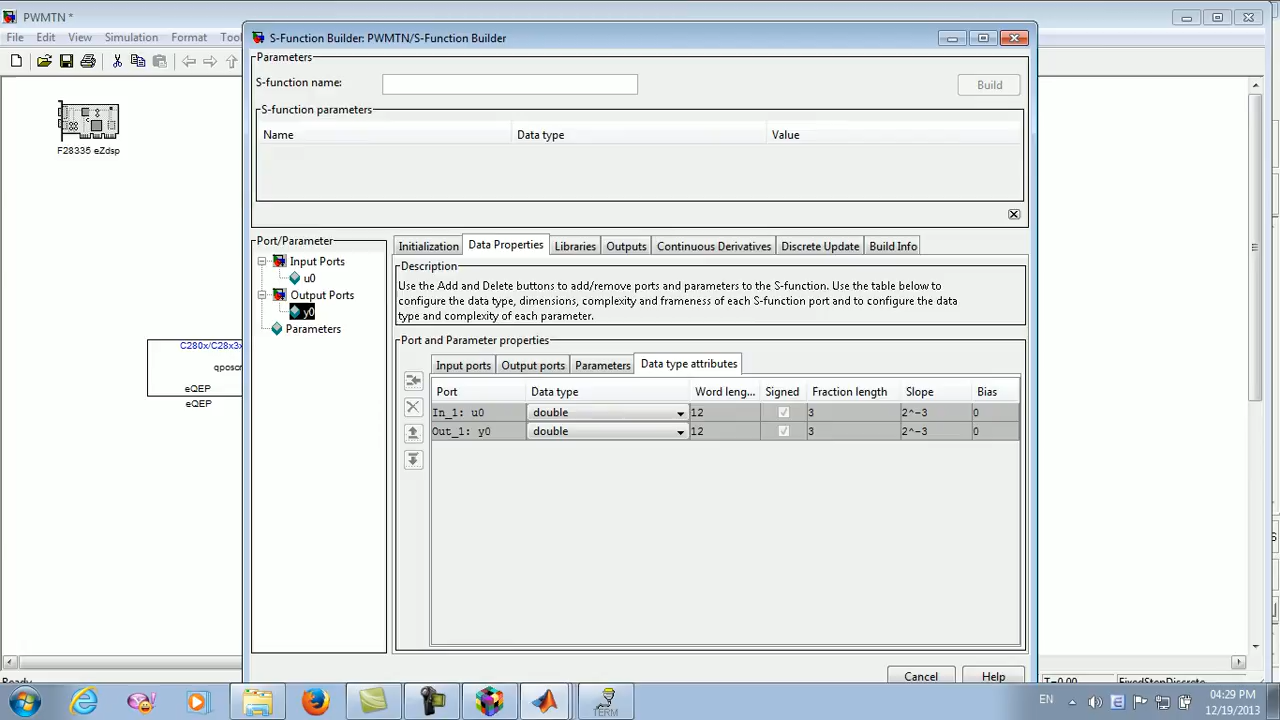 PWMTN *
File Edit View Simulation Format Tool
F28335 eZdsp
C280x/C28x3x
qposcr
eQEP
eQEP
Ready
S-Function Builder: PWMTN/S-Function Builder
Parameters
S-function name:
Build
S-function parameters
Name Data type Value
Port/Parameter
Input Ports
u0
Output Ports
y0
Parameters
Initialization Data Properties Libraries Outputs Continuous Derivatives Discrete Update Build Info
Description
Use the Add and Delete buttons to add/remove ports and parameters to the S-function. Use the table below to
configure the data type, dimensions, complexity and frameness of each S-function port and to configure the data
type and complexity of each parameter.
Port and Parameter properties
Input ports Output ports Parameters Data type attributes
Port Data type Word leng... Signed Fraction length Slope Bias
In_1: u0 double 12 3 2^-3 0
Out_1: y0 double 12 3 2^-3 0
Cancel Help
T=0.00 FixedStepDiscrete
TERM
EN
04:29 PM
12/19/2013